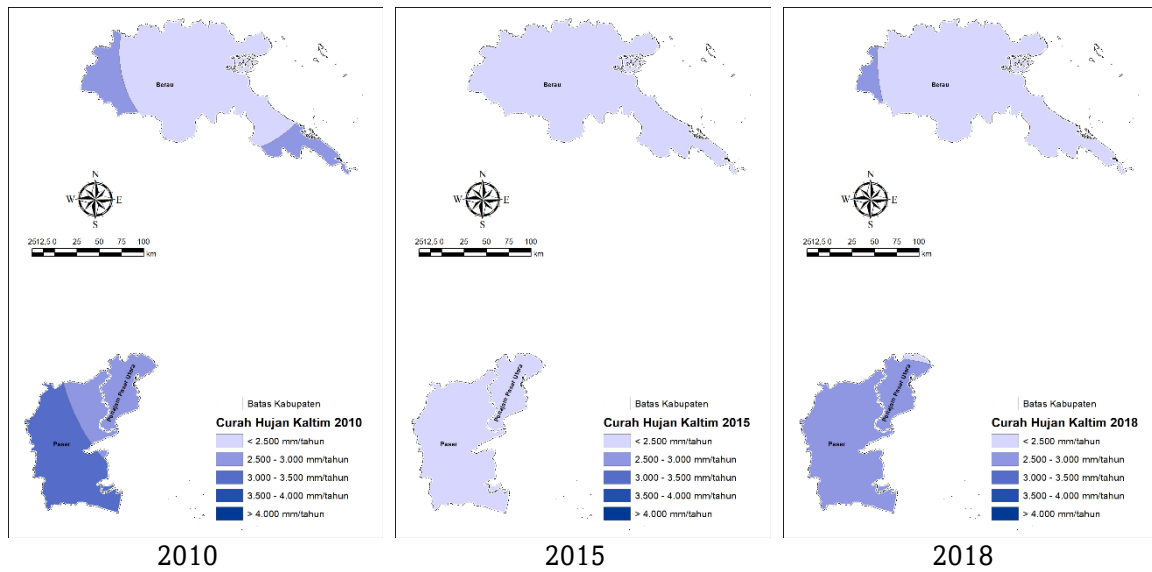 Berau
N
W
E
S
2512,5 0 25 50 75 100
km
Penajam Paser Utara
Paser
Batas Kabupaten
Curah Hujan Kaltim 2010
< 2.500 mm/tahun
2.500 - 3.000 mm/tahun
3.000 - 3.500 mm/tahun
3.500 - 4.000 mm/tahun
> 4.000 mm/tahun
2010
Berau
N
W
E
S
2512,5 0 25 50 75 100
km
Penajam Paser Utara
Paser
Batas Kabupaten
Curah Hujan Kaltim 2015
< 2.500 mm/tahun
2.500 - 3.000 mm/tahun
3.000 - 3.500 mm/tahun
3.500 - 4.000 mm/tahun
> 4.000 mm/tahun
2015
Berau
N
W
E
S
2512,5 0 25 50 75 100
km
Penajam Paser Utara
Paser
Batas Kabupaten
Curah Hujan Kaltim 2018
< 2.500 mm/tahun
2.500 - 3.000 mm/tahun
3.000 - 3.500 mm/tahun
3.500 - 4.000 mm/tahun
> 4.000 mm/tahun
2018